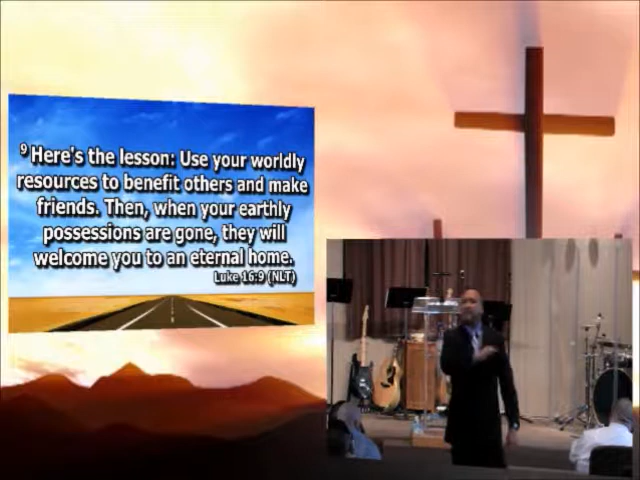 9 Here's the lesson: Use your worldly
resources to benefit others and make
friends. Then, when your earthly
possessions are gone, they will
welcome you to an eternal home.
Luke 16:9 (NLT)